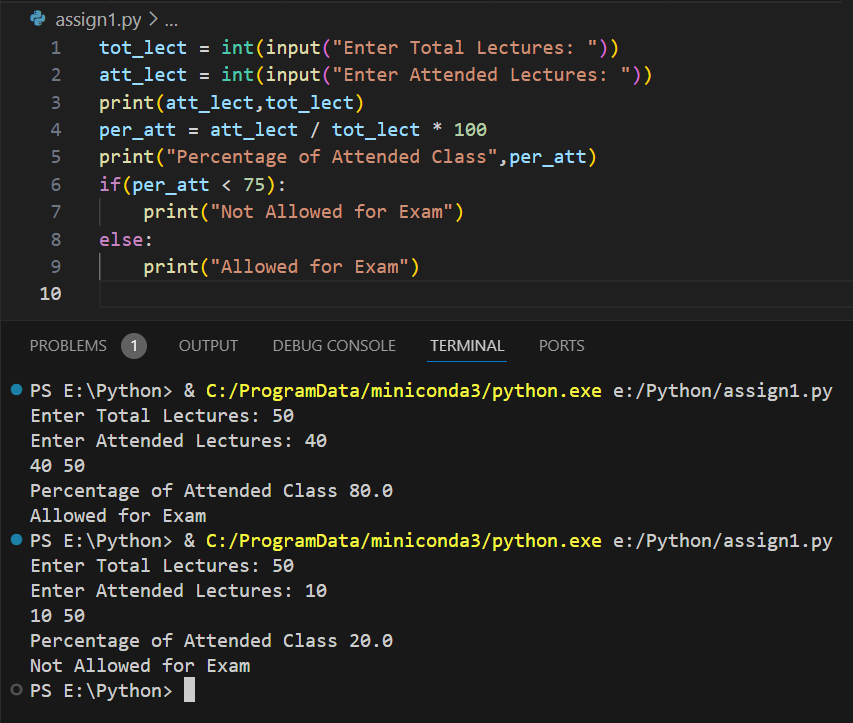 assign1.py > ...
1 tot_lect = int(input("Enter Total Lectures: "))
2 att_lect = int(input("Enter Attended Lectures: "))
3 print(att_lect,tot_lect)
4 per_att = att_lect / tot_lect * 100
5 print("Percentage of Attended Class",per_att)
6 if(per_att < 75):
7     print("Not Allowed for Exam")
8 else:
9     print("Allowed for Exam")
10
PROBLEMS 1 OUTPUT DEBUG CONSOLE TERMINAL PORTS
PS E:\Python> & C:/ProgramData/miniconda3/python.exe e:/Python/assign1.py
Enter Total Lectures: 50
Enter Attended Lectures: 40
40 50
Percentage of Attended Class 80.0
Allowed for Exam
PS E:\Python> & C:/ProgramData/miniconda3/python.exe e:/Python/assign1.py
Enter Total Lectures: 50
Enter Attended Lectures: 10
10 50
Percentage of Attended Class 20.0
Not Allowed for Exam
PS E:\Python>